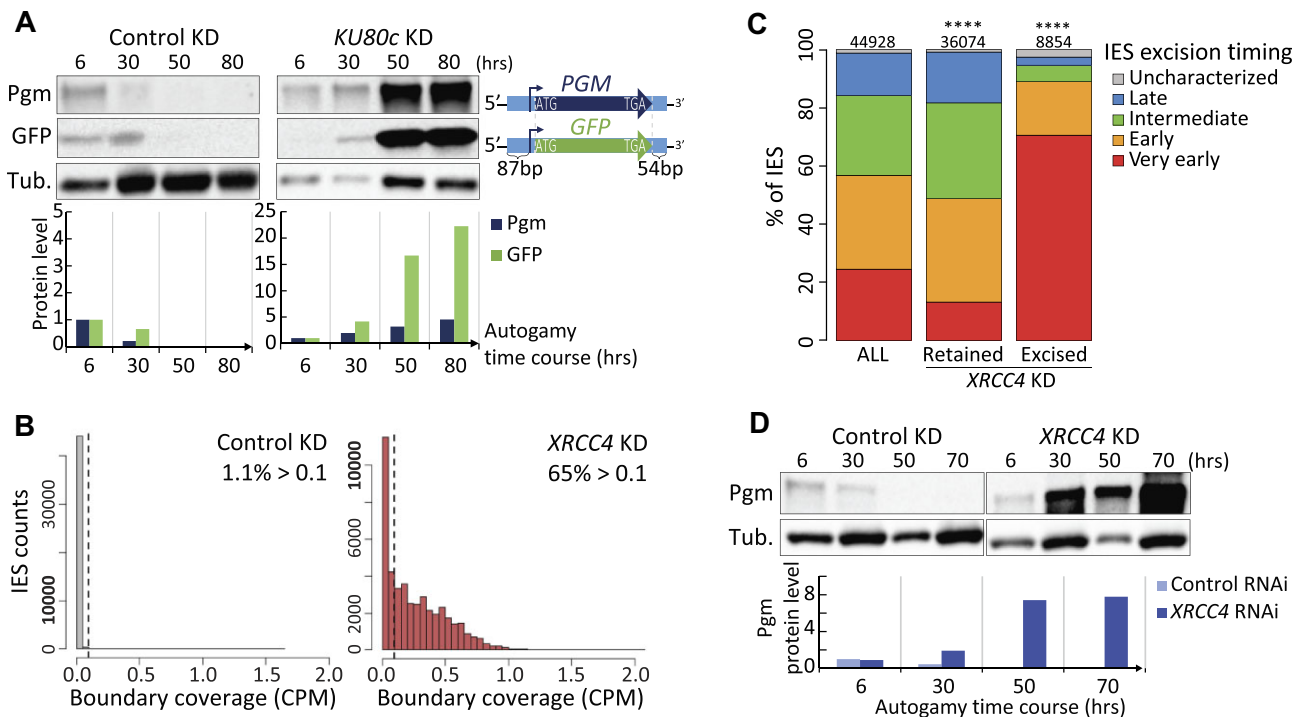 A
Control KD
KU80c KD
6 30 50 80 6 30 50 80 (hrs)
Pgm
GFP
Tub.
PGM
5′ ATG TGA 3′
GFP
5′ ATG TGA 3′
87bp 54bp
Protein level
5
4
3
2
1
0
25
20
15
10
5
0
Pgm
GFP
6 30 50 80
6 30 50 80
Autogamy
time course (hrs)
B
Control KD
1.1% > 0.1
IES counts
30000
10000
0
0.0 0.5 1.0 1.5 2.0
Boundary coverage (CPM)
XRCC4 KD
65% > 0.1
10000
6000
2000
0
0.0 0.5 1.0 1.5 2.0
Boundary coverage (CPM)
C
**** ****
44928 36074 8854
% of IES
100
80
60
40
20
0
ALL Retained Excised
XRCC4 KD
IES excision timing
Uncharacterized
Late
Intermediate
Early
Very early
D
Control KD
XRCC4 KD
6 30 50 70 6 30 50 70 (hrs)
Pgm
Tub.
Pgm
protein level
8
4
0
Control RNAi
XRCC4 RNAi
6 30 50 70
Autogamy time course (hrs)